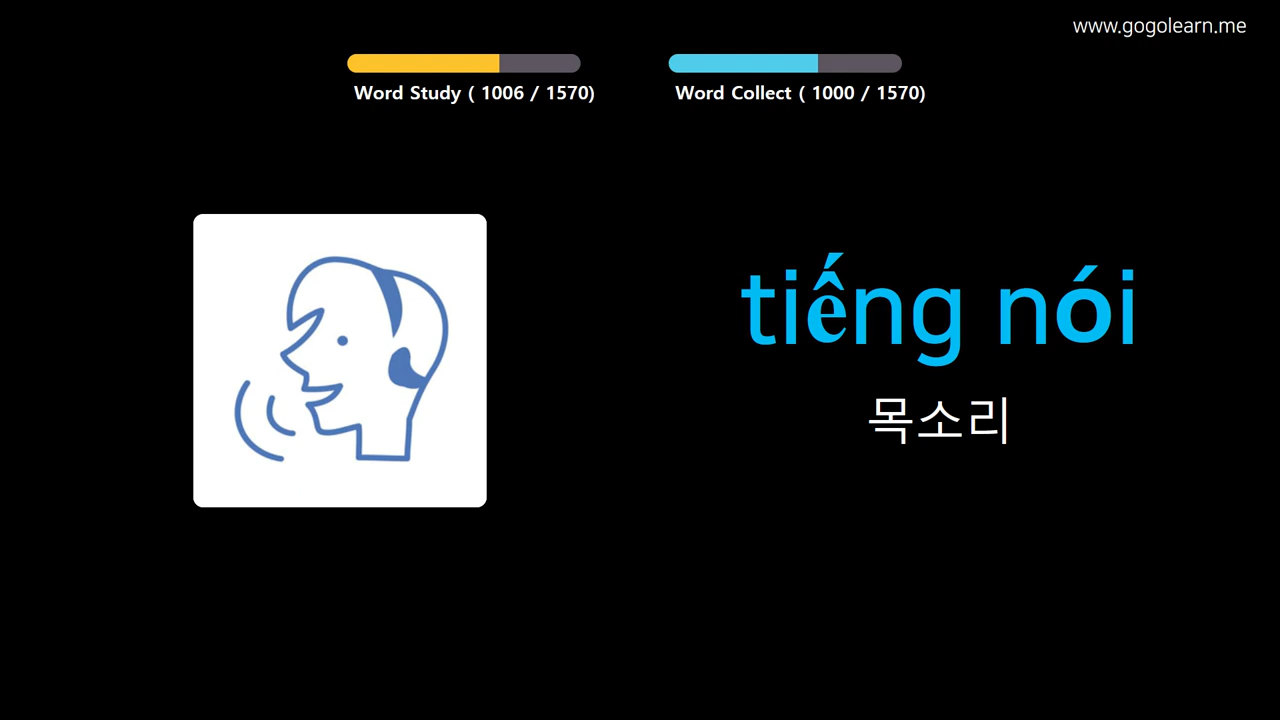 www.gogolearn.me
Word Study ( 1006 / 1570)
Word Collect ( 1000 / 1570)
tiếng nói
목소리